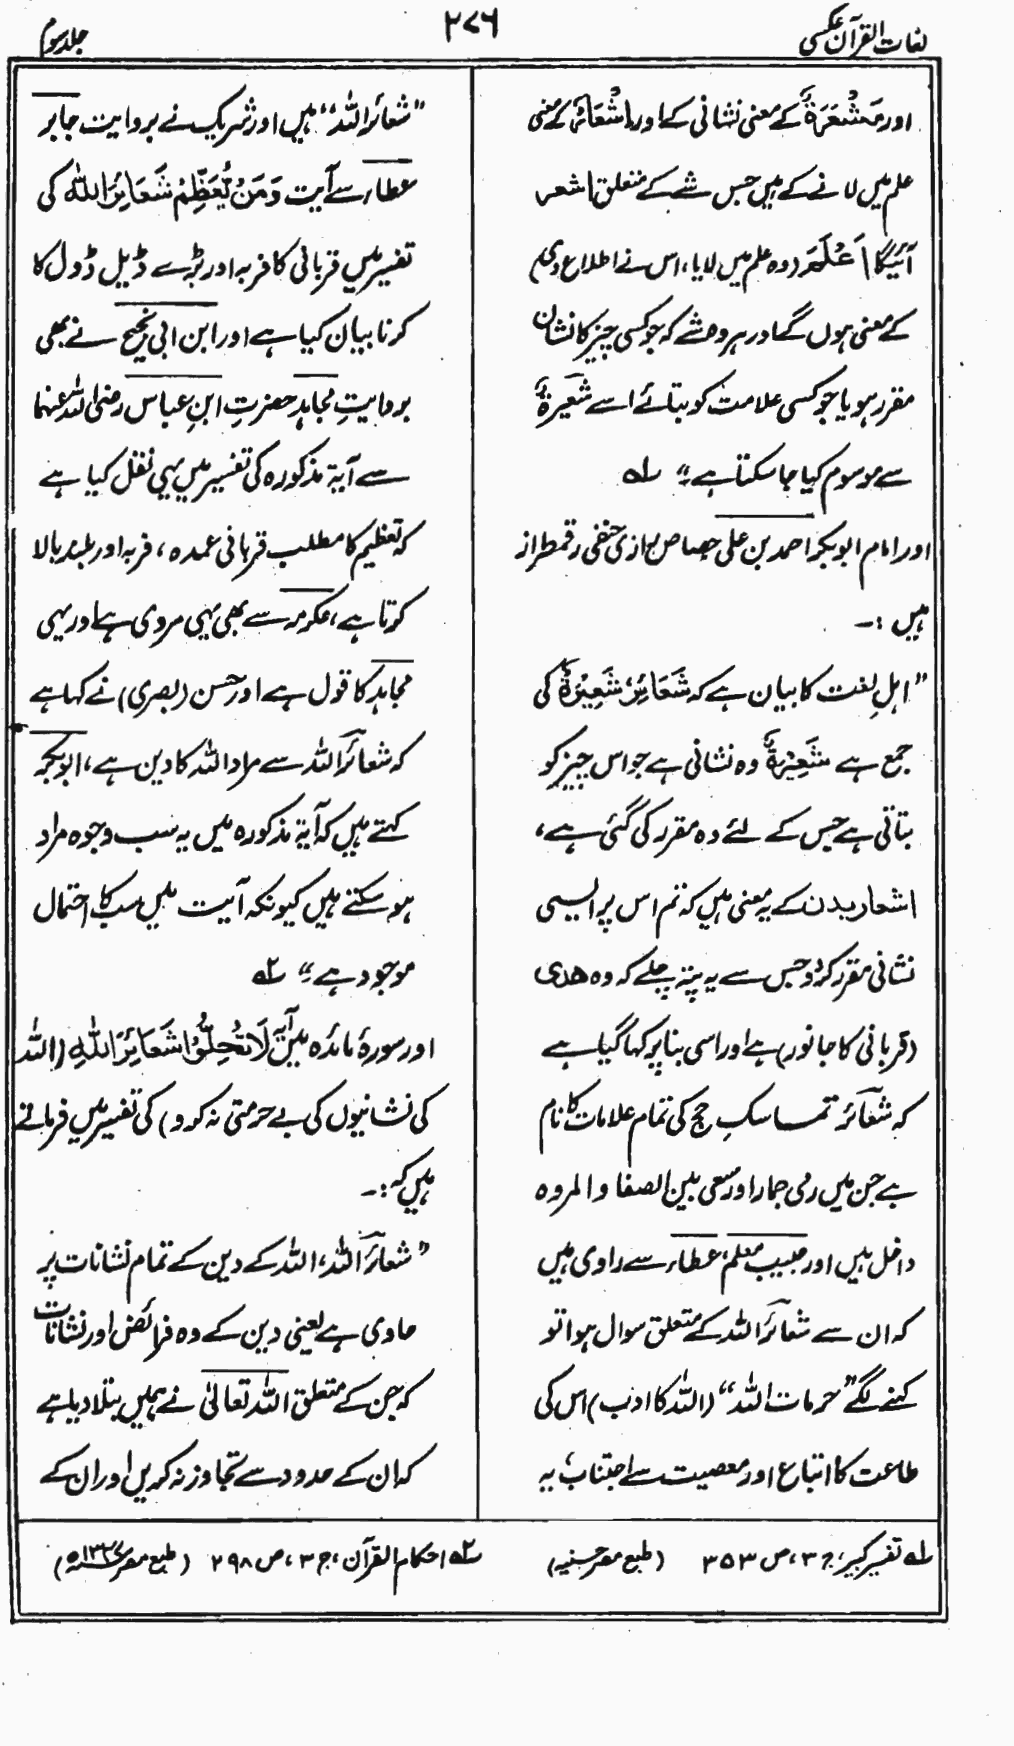 لغات القرآن عکسی
۲۷۶
جلد سوم
اور مَشْعَرَةٌ کے معنی نشانی کے اور اِشْعَارٌ کے معنی
علم میں لانے کے ہیں جس شے کے متعلق اشعر
آئیگا اَعْلَمَ (وہ علم میں لایا، اس نے اطلاع دی)
کے معنی ہوں گے اور ہر وہ شے کہ جو کسی چیز کا نشان
مقرر ہو یا جو کسی علامت کو بتائے اسے شَعِیْرَةٌ
سے موسوم کیا جا سکتا ہے۔" لہ
اور امام ابو بکر احمد بن علی جصاص رازی حنفی رقمطراز
ہیں :۔
"اہلِ لغت کا بیان ہے کہ شَعَائِرُ، شَعِیْرَةٌ کی
جمع ہے شَعِیْرَةٌ وہ نشانی ہے جو اس چیز کو
بتاتی ہے جس کے لئے وہ مقرر کی گئی ہے،
اشعار بدن کے یہ معنی ہیں کہ تم اس پر ایسی
نشانی مقرر کردو جس سے یہ پتہ چلے کہ وہ ھدی
(قربانی کا جانور) ہے اور اسی بنا پر کہا گیا ہے
کہ شعائر تمام مناسکِ حج کی تمام علامات کا نام
ہے جن میں رمی جمار اور سعی بین الصفا والمروہ
داخل ہیں اور حبیب معلم، عطاء سے راوی ہیں
کہ ان سے شعائر اللہ کے متعلق سوال ہوا تو
کہنے لگے "حرمات اللہ" (اللہ کا ادب) اس کی
طاعت کا اتباع اور معصیت سے اجتناب یہ
"شعائر اللہ" ہیں اور شریک نے بروایت جابر
عطاء سے آیت وَمَنْ یُّعَظِّمْ شَعَائِرَ اللّٰهِ کی
تفسیر میں قربانی کا فربہ اور بڑے ڈیل ڈول کا
کرنا بیان کیا ہے اور ابن ابی نجیح نے بھی
بروایتِ مجاہد حضرتِ ابنِ عباس رضی اللہ عنہما
سے آیۃ مذکورہ کی تفسیر میں یہی نقل کیا ہے
کہ تعظیم کا مطلب قربانی عمدہ، فربہ اور بلند بالا
کرتا ہے، عکرمہ سے بھی یہی مروی ہے اور یہی
مجاہد کا قول ہے اور حسن (بصری) نے کہا ہے
کہ شعائر اللہ سے مراد اللہ کا دین ہے، ابو بکر
کہتے ہیں کہ آیۃ مذکورہ میں یہ سب وجوہ مراد
ہو سکتے ہیں کیونکہ آیت میں سب کا احتمال
موجود ہے۔" ۲ہ
اور سورۂ مائدہ میں آیۃ لَاتُحِلُّوْا شَعَائِرَ اللّٰهِ (اللہ
کی نشانیوں کی بے حرمتی نہ کرو) کی تفسیر میں فرماتے
ہیں کہ :۔
"شعائر اللہ، اللہ کے دین کے تمام نشانات پر
حاوی ہے یعنی دین کے وہ فرائض اور نشانات
کہ جن کے متعلق اللہ تعالیٰ نے ہمیں بتلا دیا ہے
کہ ان کے حدود سے تجاوز نہ کریں اور ان کے
لہ تفسیر کبیر، ج ۳، ص ۳۵۳ (طبع مصر حسنیہ)
۲ہ احکام القرآن، ج ۳، ص ۲۹۸ (طبع مصر ۱۳۴۷ھ)